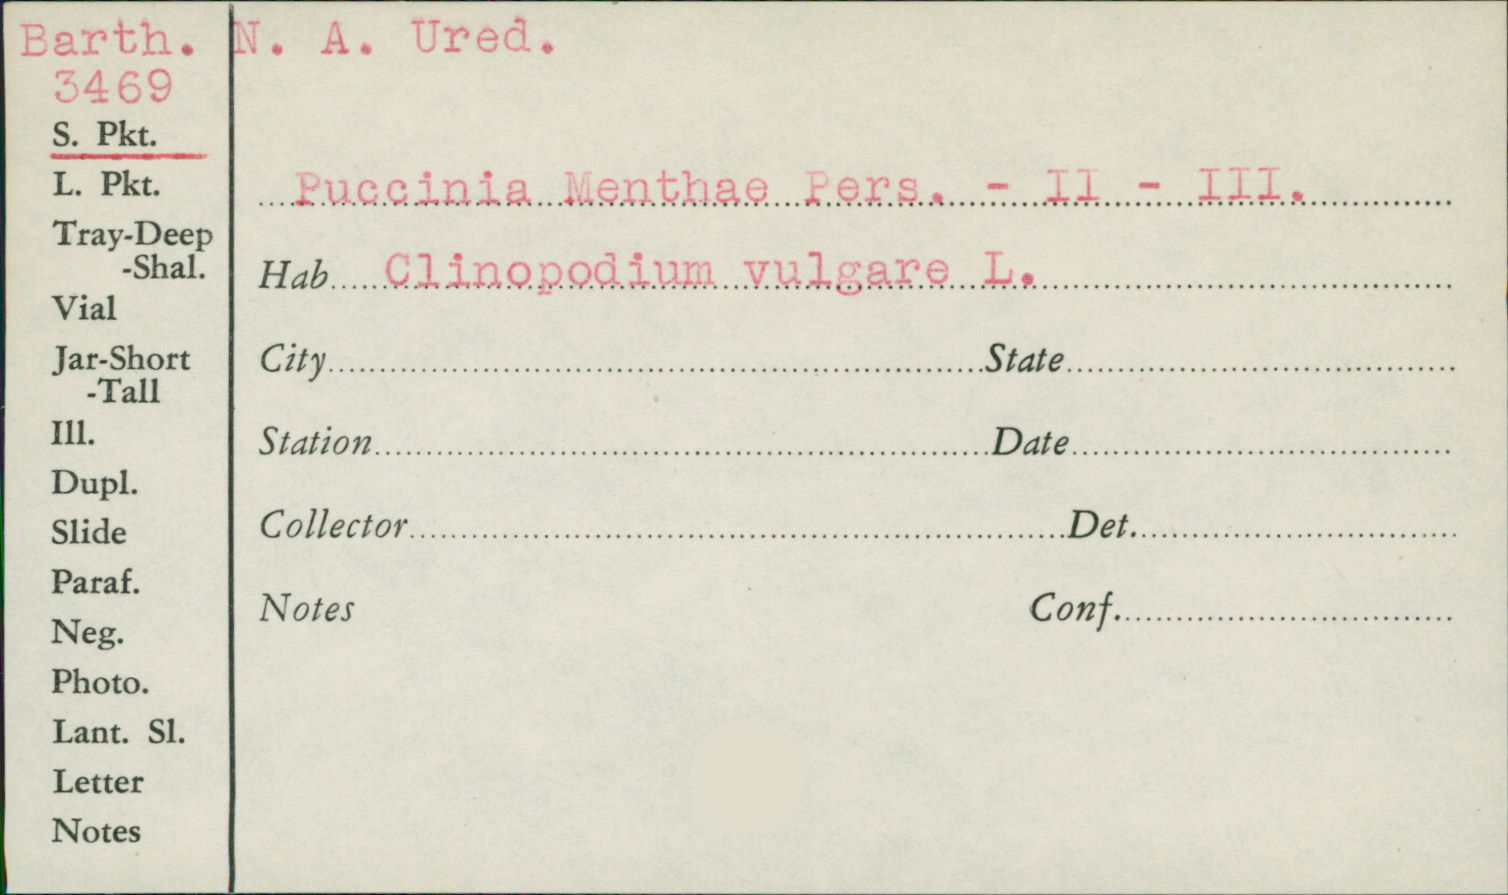 Barth. N. A. Ured.
3469
S. Pkt.
L. Pkt.
Tray-Deep
-Shal.
Vial
Jar-Short
-Tall
Ill.
Dupl.
Slide
Paraf.
Neg.
Photo.
Lant. Sl.
Letter
Notes
Puccinia Menthae Pers. - II - III.
Hab Clinopodium vulgare L.
City State
Station Date
Collector Det.
Notes Conf.